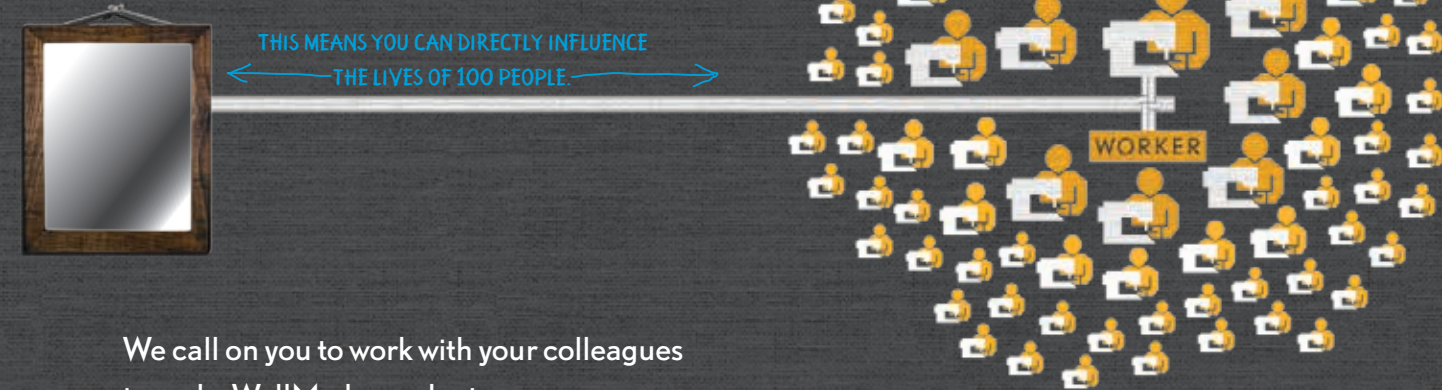 THIS MEANS YOU CAN DIRECTLY INFLUENCE
THE LIVES OF 100 PEOPLE.
WORKER
We call on you to work with your colleagues